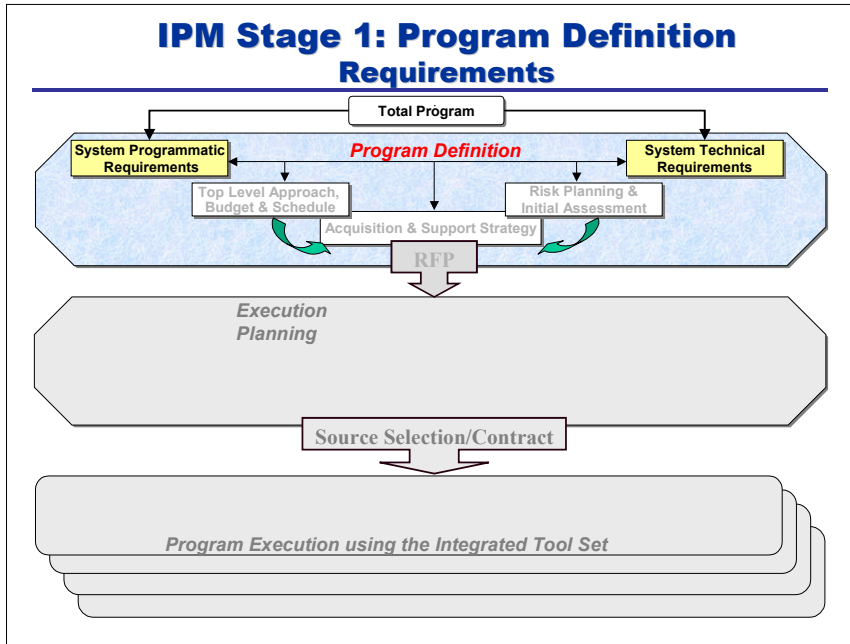 IPM Stage 1: Program Definition
Requirements
Total Program
System Programmatic
Requirements
Program Definition
System Technical
Requirements
Top Level Approach,
Budget & Schedule
Risk Planning &
Initial Assessment
Acquisition & Support Strategy
RFP
Execution
Planning
Source Selection/Contract
Program Execution using the Integrated Tool Set